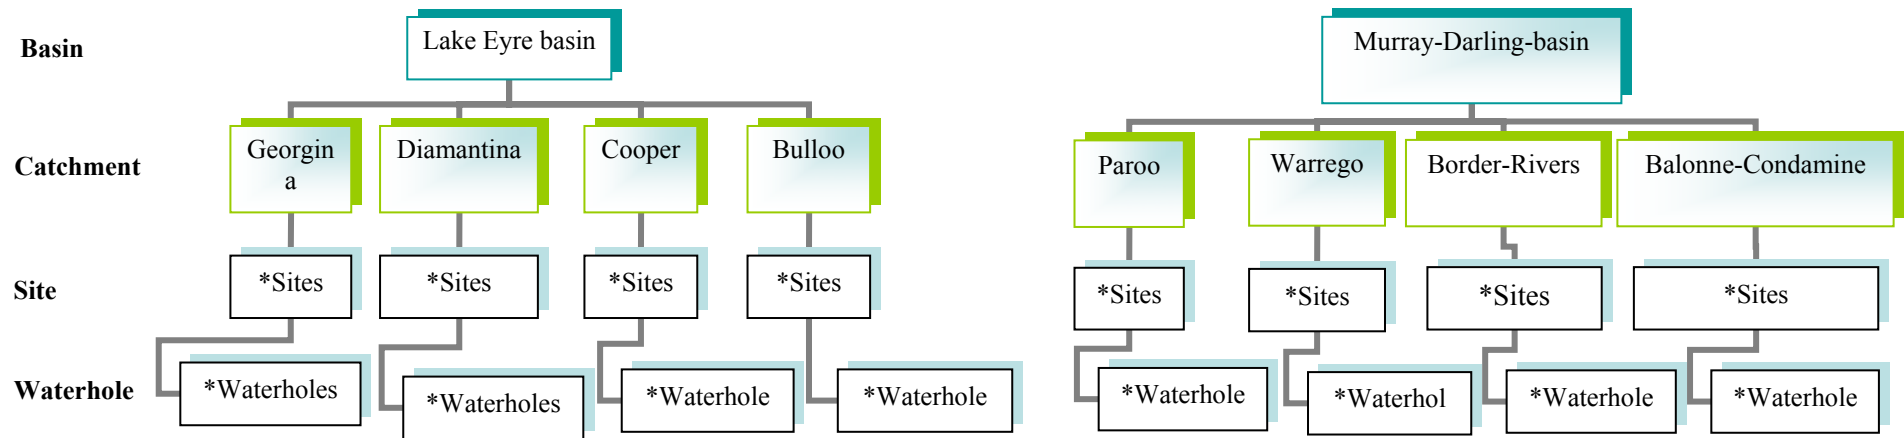 Basin
Lake Eyre basin
Murray-Darling-basin
Catchment
Georgin
a
Diamantina
Cooper
Bulloo
Paroo
Warrego
Border-Rivers
Balonne-Condamine
Site
*Sites
*Sites
*Sites
*Sites
*Sites
*Sites
*Sites
*Sites
Waterhole
*Waterholes
*Waterholes
*Waterhole
*Waterhole
*Waterhole
*Waterhol
*Waterhole
*Waterhole